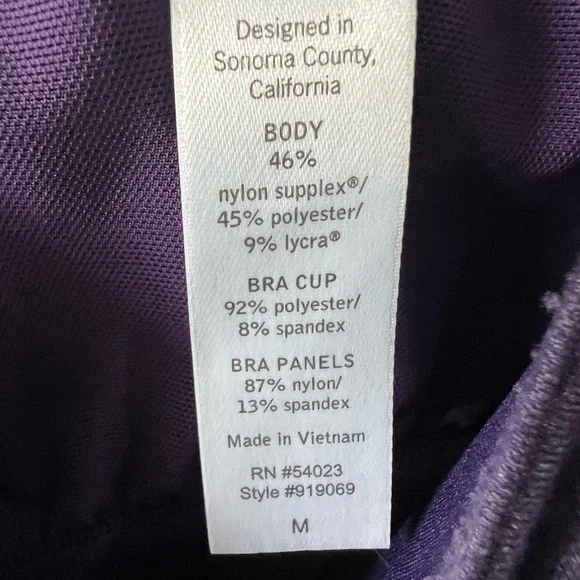 Designed in
Sonoma County,
California
BODY
46%
nylon supplex®/
45% polyester/
9% lycra®
BRA CUP
92% polyester/
8% spandex
BRA PANELS
87% nylon/
13% spandex
Made in Vietnam
RN #54023
Style #919069
M